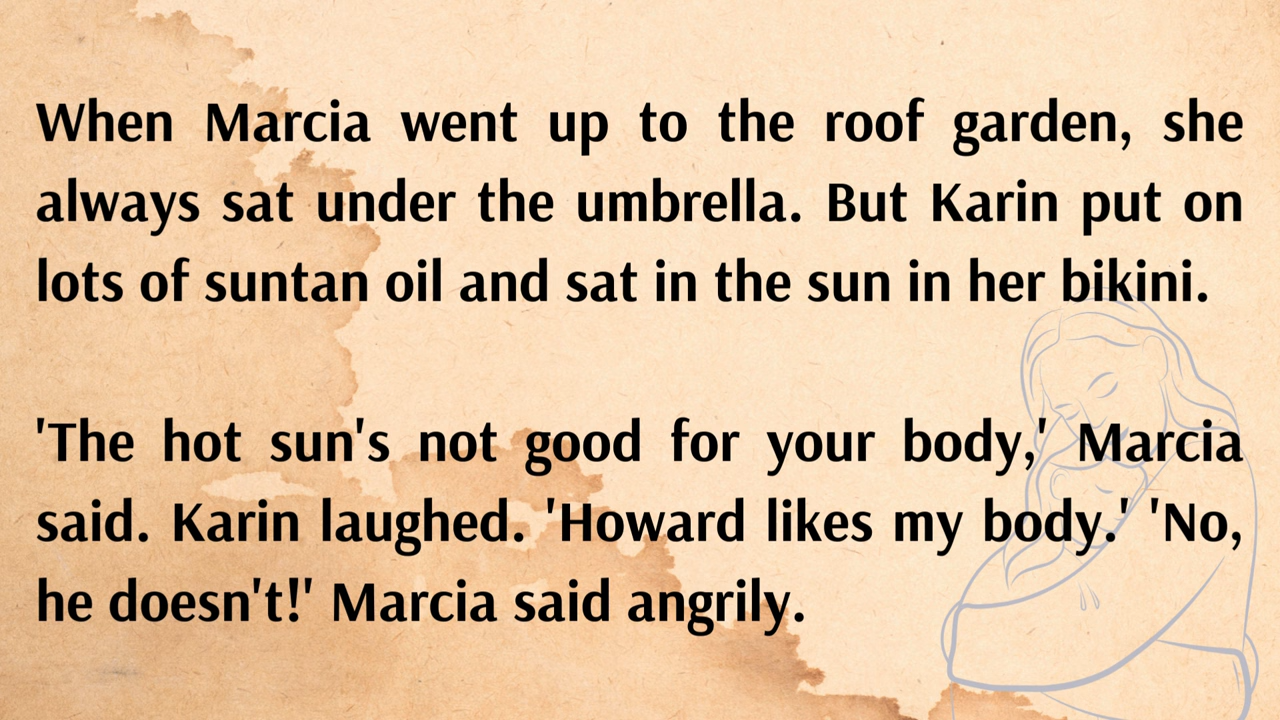 When Marcia went up to the roof garden, she
always sat under the umbrella. But Karin put on
lots of suntan oil and sat in the sun in her bikini.
'The hot sun's not good for your body,' Marcia
said. Karin laughed. 'Howard likes my body.' 'No,
he doesn't!' Marcia said angrily.